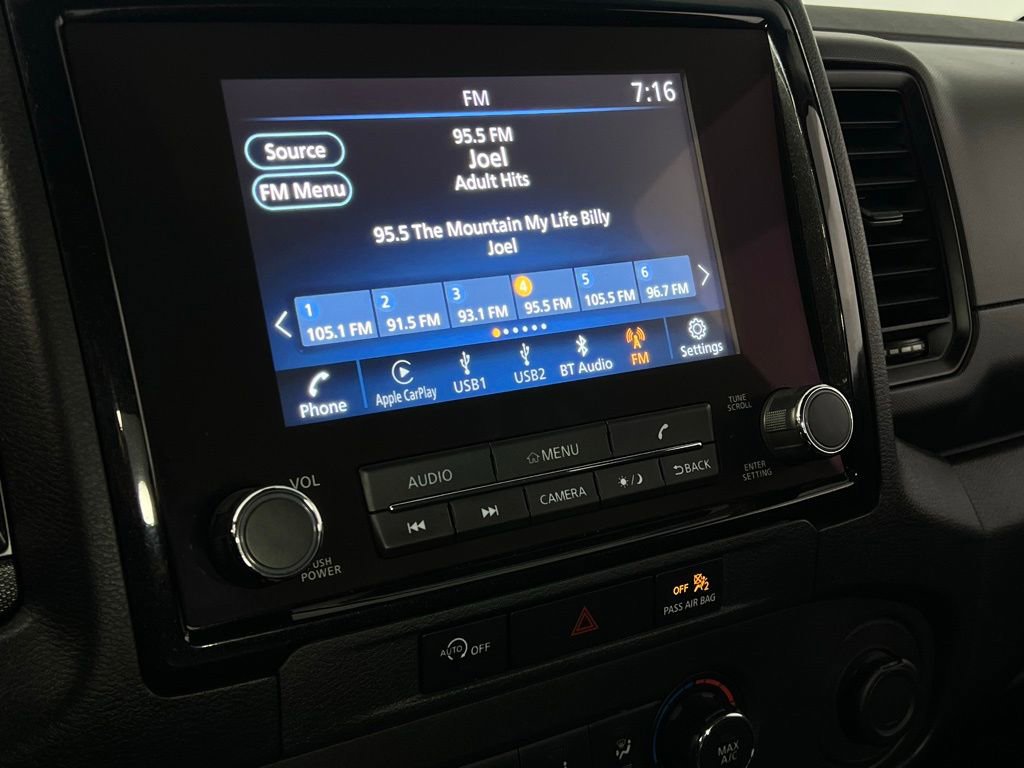 FM
7:16
Source
FM Menu
95.5 FM
Joel
Adult Hits
95.5 The Mountain My Life Billy
Joel
1
105.1 FM
2
91.5 FM
3
93.1 FM
4
95.5 FM
5
105.5 FM
6
96.7 FM
Phone
Apple CarPlay
USB1
USB2
BT Audio
FM
Settings
VOL
PUSH
POWER
AUDIO
MENU
CAMERA
BACK
TUNE
SCROLL
ENTER
SETTING
AUTO OFF
OFF 2
PASS AIR BAG
MAX
A/C